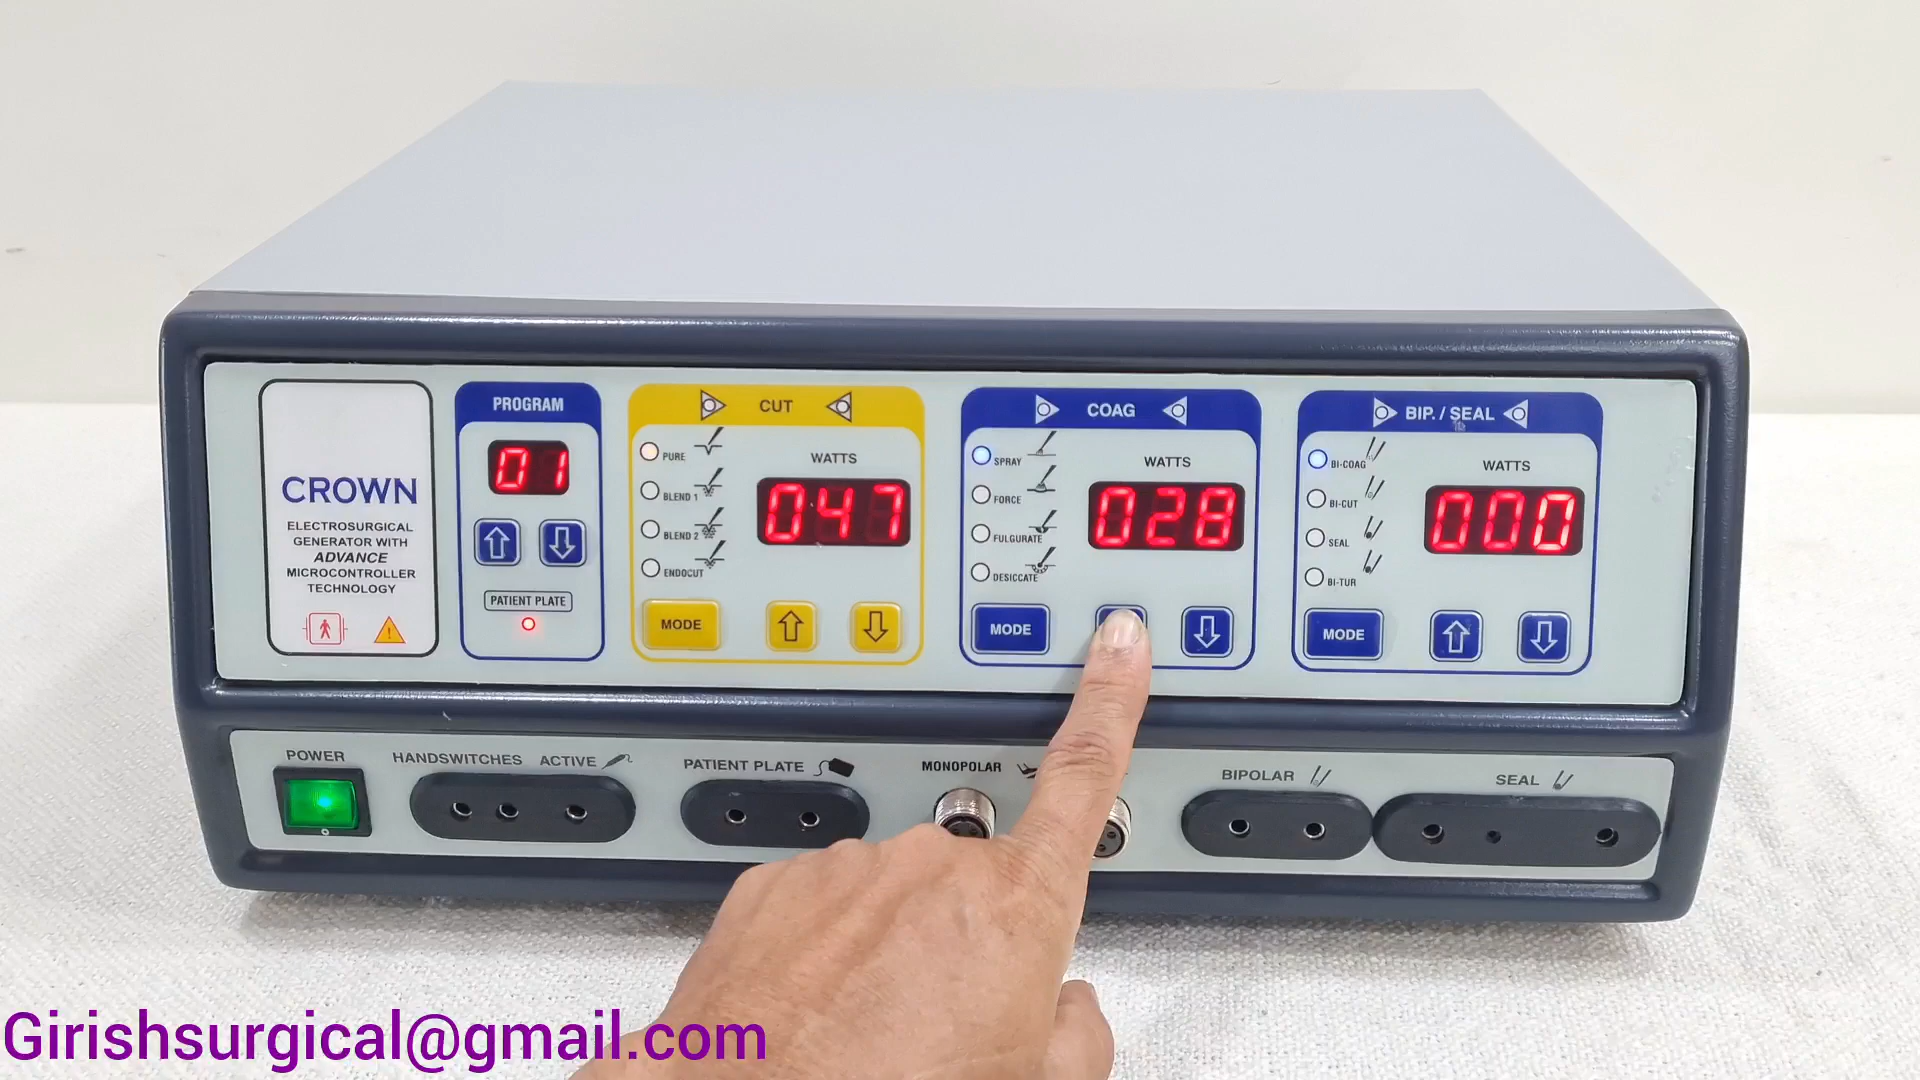 CROWN
ELECTROSURGICAL
GENERATOR WITH
ADVANCE
MICROCONTROLLER
TECHNOLOGY
PROGRAM
01
PATIENT PLATE
CUT
PURE
BLEND 1
BLEND 2
ENDOCUT
WATTS
047
MODE
COAG
SPRAY
FORCE
FULGURATE
DESICCATE
WATTS
028
MODE
BIP. / SEAL
BI-COAG
BI-CUT
SEAL
BI-TUR
WATTS
000
MODE
POWER
HANDSWITCHES ACTIVE
PATIENT PLATE
MONOPOLAR
BIPOLAR
SEAL
Girishsurgical@gmail.com